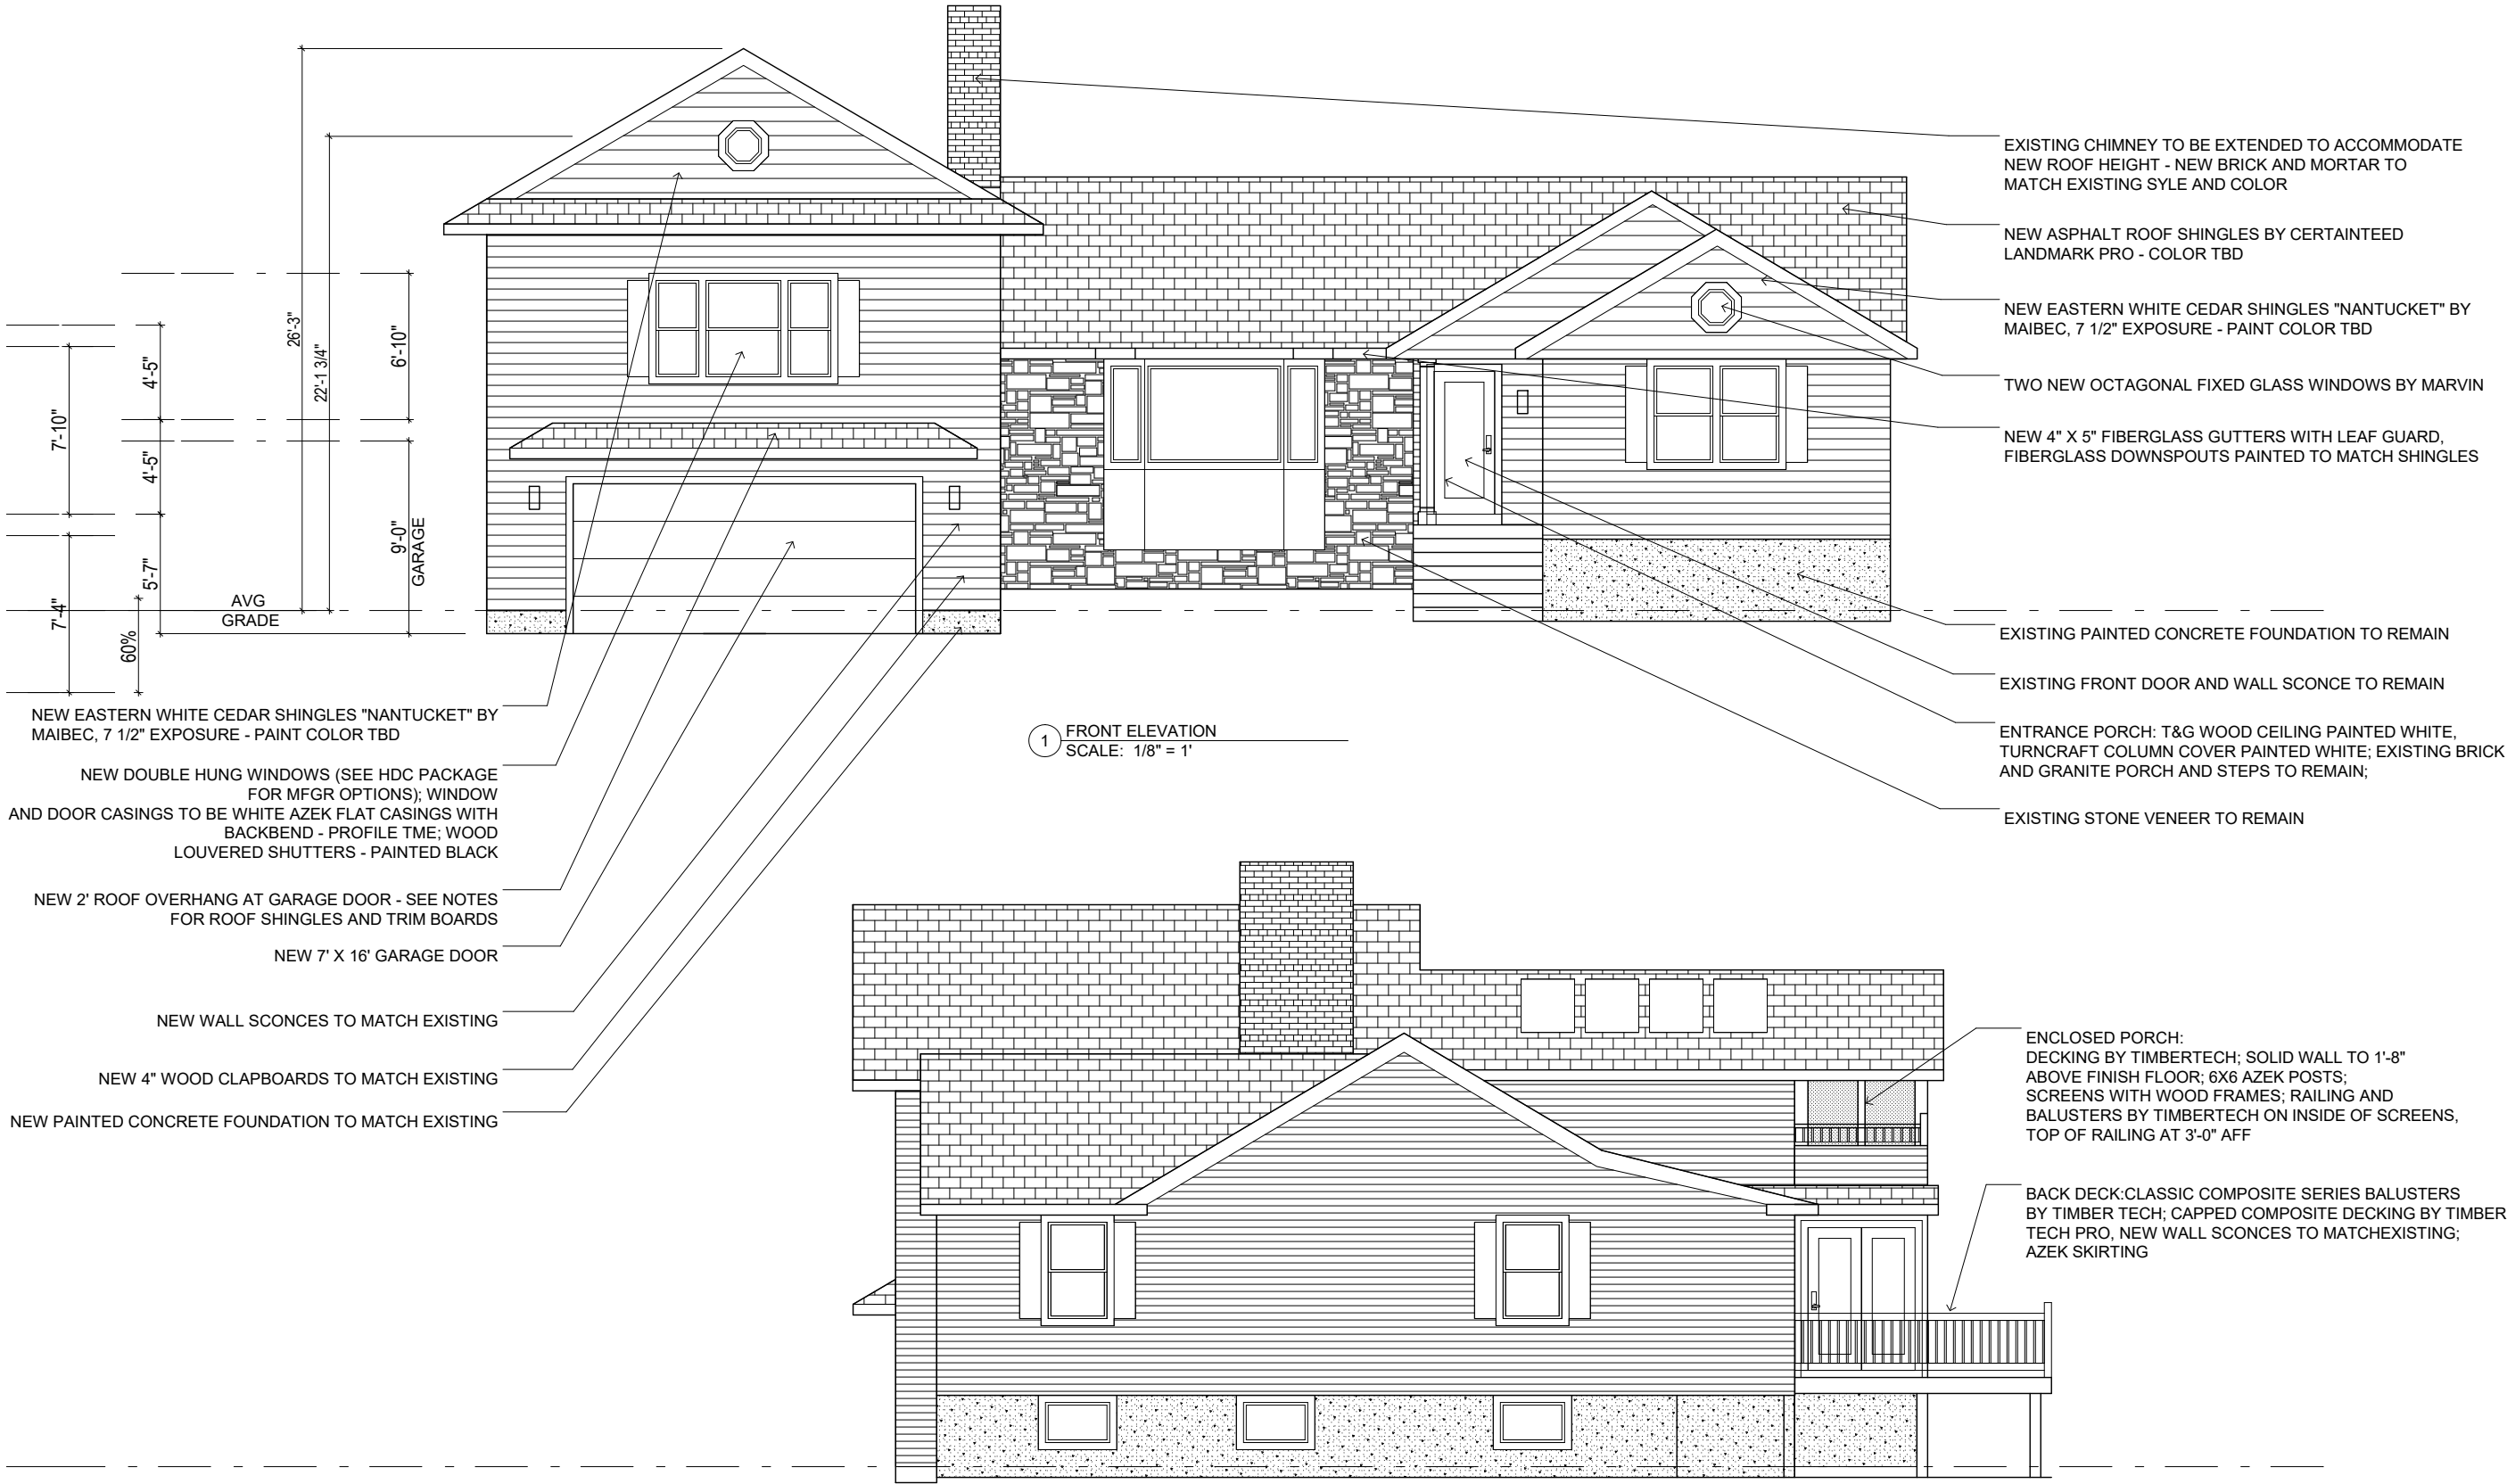 EXISTING CHIMNEY TO BE EXTENDED TO ACCOMMODATE
NEW ROOF HEIGHT - NEW BRICK AND MORTAR TO
MATCH EXISTING SYLE AND COLOR
NEW ASPHALT ROOF SHINGLES BY CERTAINTEED
LANDMARK PRO - COLOR TBD
NEW EASTERN WHITE CEDAR SHINGLES "NANTUCKET" BY
MAIBEC, 7 1/2" EXPOSURE - PAINT COLOR TBD
TWO NEW OCTAGONAL FIXED GLASS WINDOWS BY MARVIN
NEW 4" X 5" FIBERGLASS GUTTERS WITH LEAF GUARD,
FIBERGLASS DOWNSPOUTS PAINTED TO MATCH SHINGLES
EXISTING PAINTED CONCRETE FOUNDATION TO REMAIN
EXISTING FRONT DOOR AND WALL SCONCE TO REMAIN
ENTRANCE PORCH: T&G WOOD CEILING PAINTED WHITE,
TURNCRAFT COLUMN COVER PAINTED WHITE; EXISTING BRICK
AND GRANITE PORCH AND STEPS TO REMAIN;
EXISTING STONE VENEER TO REMAIN
26'-3"
22'-1 3/4"
6'-10"
4'-5"
7'-10"
4'-5"
9'-0"
GARAGE
5'-7"
7'-4"
60%
AVG
GRADE
NEW EASTERN WHITE CEDAR SHINGLES "NANTUCKET" BY
MAIBEC, 7 1/2" EXPOSURE - PAINT COLOR TBD
NEW DOUBLE HUNG WINDOWS (SEE HDC PACKAGE
FOR MFGR OPTIONS); WINDOW
AND DOOR CASINGS TO BE WHITE AZEK FLAT CASINGS WITH
BACKBEND - PROFILE TME; WOOD
LOUVERED SHUTTERS - PAINTED BLACK
NEW 2' ROOF OVERHANG AT GARAGE DOOR - SEE NOTES
FOR ROOF SHINGLES AND TRIM BOARDS
NEW 7' X 16' GARAGE DOOR
NEW WALL SCONCES TO MATCH EXISTING
NEW 4" WOOD CLAPBOARDS TO MATCH EXISTING
NEW PAINTED CONCRETE FOUNDATION TO MATCH EXISTING
1 FRONT ELEVATION
SCALE: 1/8" = 1'
ENCLOSED PORCH:
DECKING BY TIMBERTECH; SOLID WALL TO 1'-8"
ABOVE FINISH FLOOR; 6X6 AZEK POSTS;
SCREENS WITH WOOD FRAMES; RAILING AND
BALUSTERS BY TIMBERTECH ON INSIDE OF SCREENS,
TOP OF RAILING AT 3'-0" AFF
BACK DECK:CLASSIC COMPOSITE SERIES BALUSTERS
BY TIMBER TECH; CAPPED COMPOSITE DECKING BY TIMBER
TECH PRO, NEW WALL SCONCES TO MATCHEXISTING;
AZEK SKIRTING